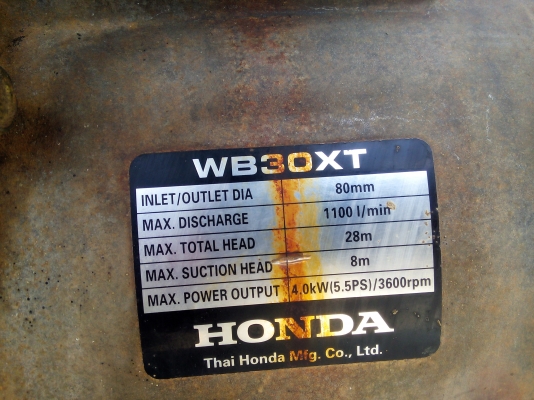 WB30XT
INLET/OUTLET DIA 80mm
MAX. DISCHARGE 1100 l/min
MAX. TOTAL HEAD 28m
MAX. SUCTION HEAD 8m
MAX. POWER OUTPUT 4.0kW(5.5PS)/3600rpm
HONDA
Thai Honda Mfg. Co., Ltd.